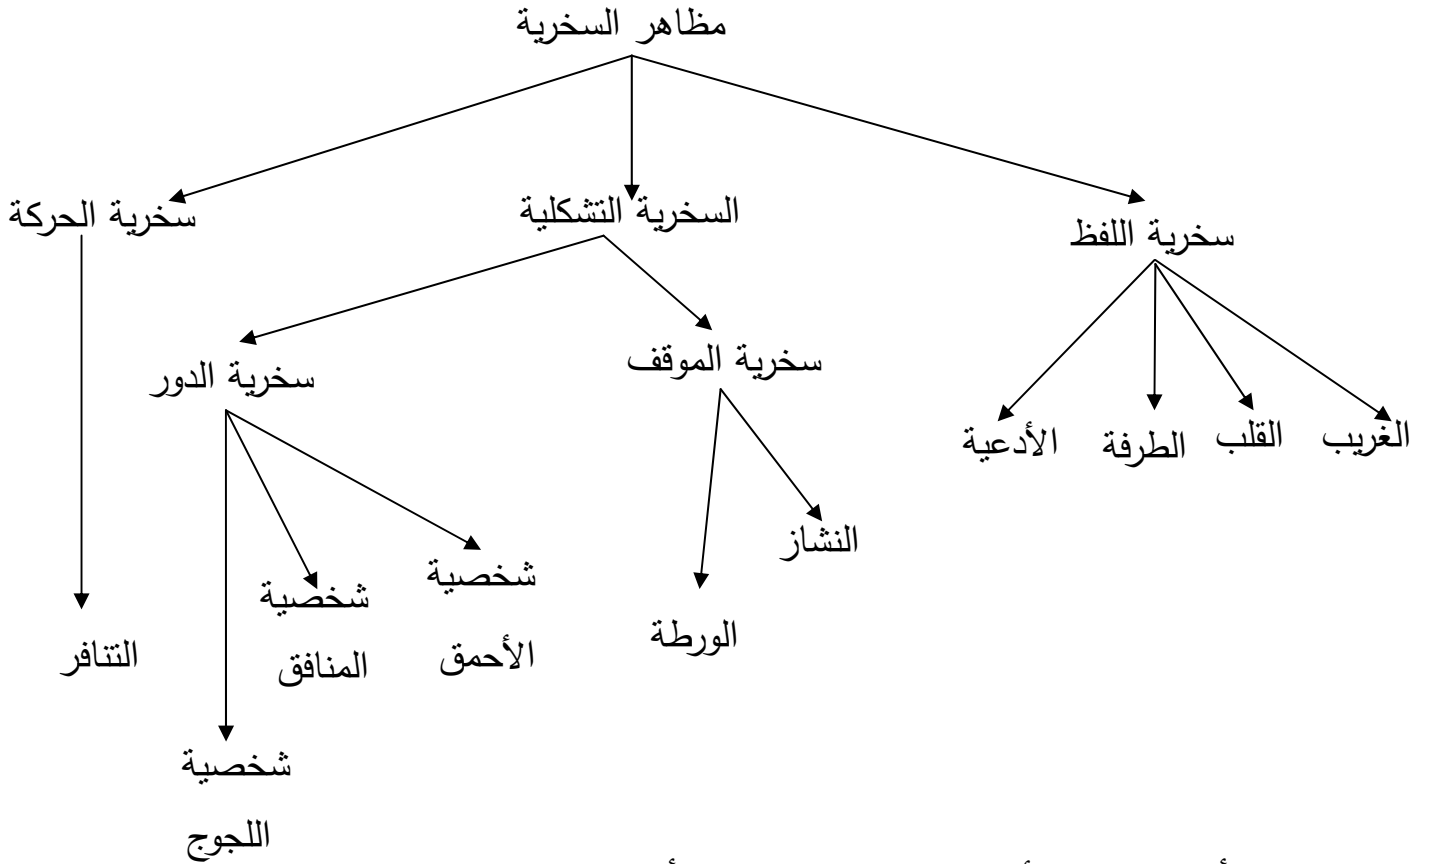 مظاهر السخرية
سخرية اللفظ
السخرية التشكلية
سخرية الحركة
الغريب
القلب
الطرفة
الأدعية
سخرية الموقف
سخرية الدور
النشاز
الورطة
شخصية
الأحمق
شخصية
المنافق
شخصية
اللجوج
التنافر